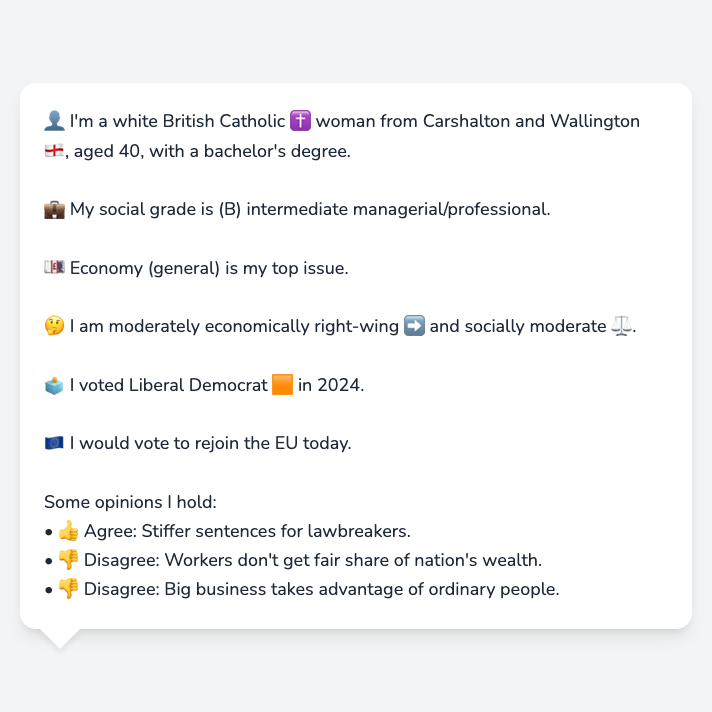 👤 I'm a white British Catholic ✝️ woman from Carshalton and Wallington
🏴󠁧󠁢󠁥󠁮󠁧󠁿, aged 40, with a bachelor's degree.
💼 My social grade is (B) intermediate managerial/professional.
💷 Economy (general) is my top issue.
🤔 I am moderately economically right-wing ➡️ and socially moderate ⚖️.
🗳️ I voted Liberal Democrat 🟧 in 2024.
🇪🇺 I would vote to rejoin the EU today.
Some opinions I hold:
• 👍 Agree: Stiffer sentences for lawbreakers.
• 👎 Disagree: Workers don't get fair share of nation's wealth.
• 👎 Disagree: Big business takes advantage of ordinary people.